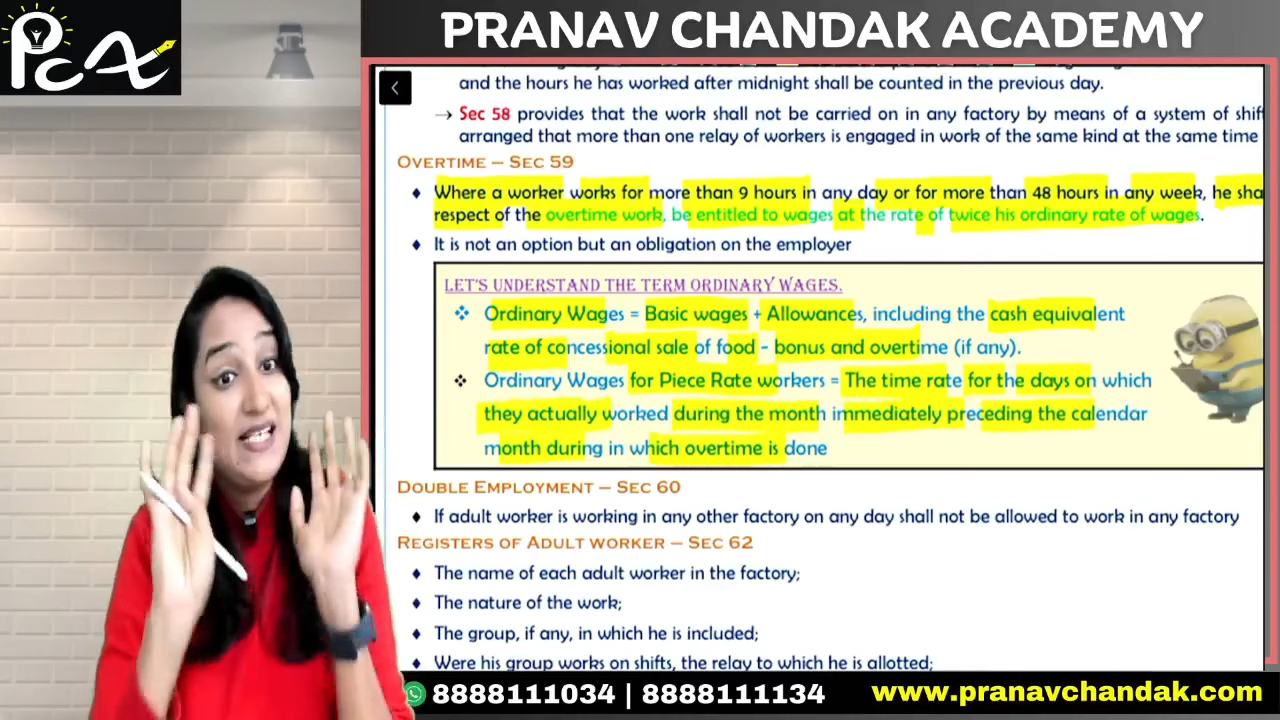 PCA
PRANAV CHANDAK ACADEMY
and the hours he has worked after midnight shall be counted in the previous day.
→ Sec 58 provides that the work shall not be carried on in any factory by means of a system of shif
arranged that more than one relay of workers is engaged in work of the same kind at the same time
OVERTIME – SEC 59
♦ Where a worker works for more than 9 hours in any day or for more than 48 hours in any week, he sha
respect of the overtime work, be entitled to wages at the rate of twice his ordinary rate of wages.
♦ It is not an option but an obligation on the employer
LET'S UNDERSTAND THE TERM ORDINARY WAGES.
❖ Ordinary Wages = Basic wages + Allowances, including the cash equivalent
rate of concessional sale of food - bonus and overtime (if any).
❖ Ordinary Wages for Piece Rate workers = The time rate for the days on which
they actually worked during the month immediately preceding the calendar
month during in which overtime is done
DOUBLE EMPLOYMENT – SEC 60
♦ If adult worker is working in any other factory on any day shall not be allowed to work in any factory
REGISTERS OF ADULT WORKER – SEC 62
♦ The name of each adult worker in the factory;
♦ The nature of the work;
♦ The group, if any, in which he is included;
♦ Were his group works on shifts, the relay to which he is allotted;
8888111034 | 8888111134
www.pranavchandak.com